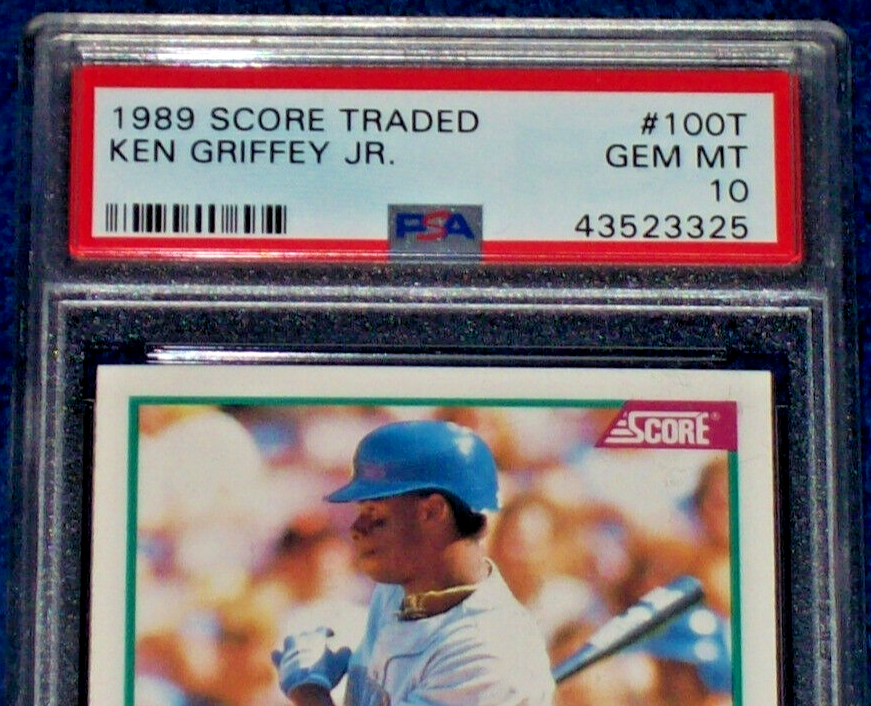 1989 SCORE TRADED #100T
KEN GRIFFEY JR. GEM MT
10
PSA 43523325
SCORE®